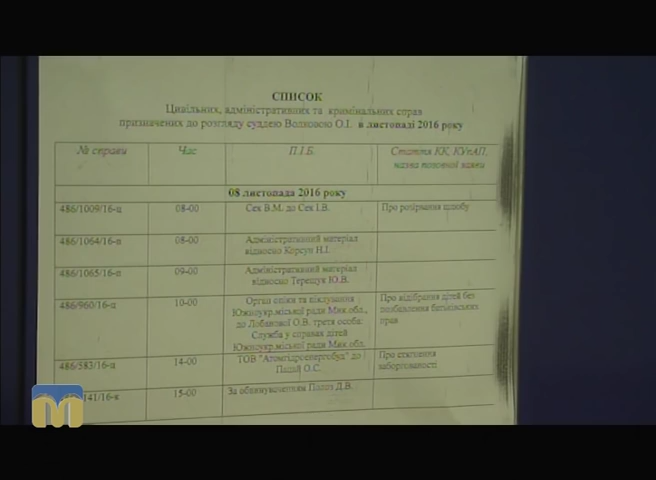 СПИСОК
Цивільних, адміністративних та кримінальних справ
призначених до розгляду суддею Волковою О.І. в листопаді 2016 року
№ справи Час П.І.Б. Стаття КК, КУпАП,
назва позовної заяви
08 листопада 2016 року
486/1009/16-ц 08-00 Сек В.М. до Сек І.В. Про розірвання шлюбу
486/1064/16-п 08-00 Адміністративний матеріал
відносно Корсун Н.І.
486/1065/16-п 09-00 Адміністративний матеріал
відносно Терещук Ю.В.
486/960/16-ц 10-00 Орган опіки та піклування Про відібрання дітей без
Южноукр.міської ради Мик.обл., позбавлення батьківських
до Лобанової О.В. третя особа: прав
Служба у справах дітей
Южноукр.міської ради Мик.обл.
486/583/16-ц 14-00 ТОВ "Атомгідроенергобуд" до Про стягнення
О.С. заборгованості
141/16-к 15-00 За обвинуваченням Д.В.